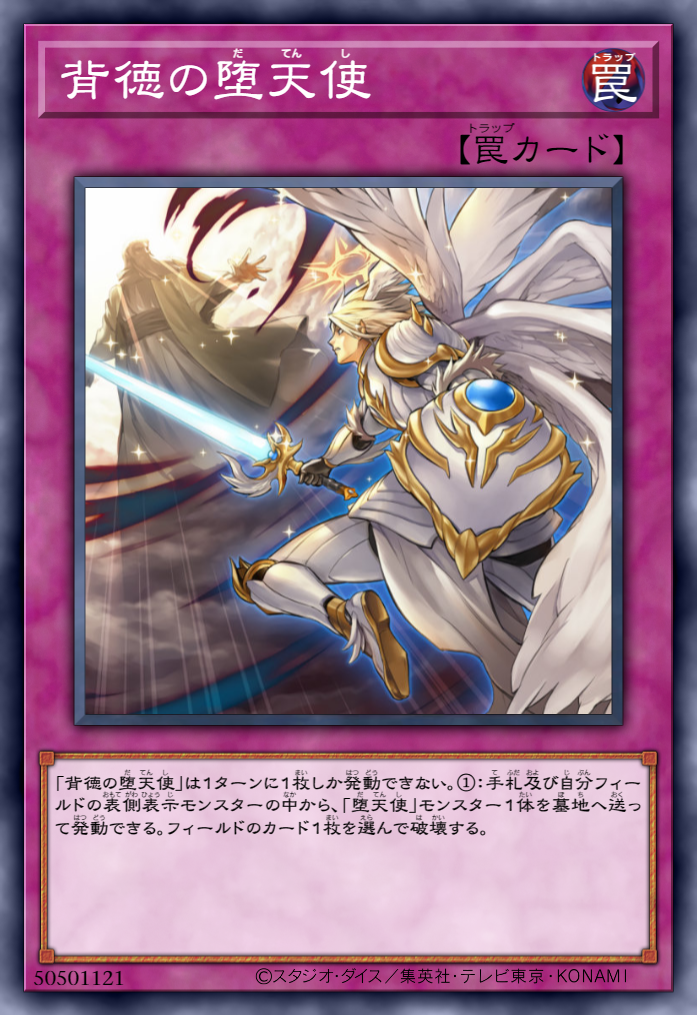 背徳の堕天使
罠
【罠カード】
「背徳の堕天使」は1ターンに1枚しか発動できない。①:手札及び自分フィー
ルドの表側表示モンスターの中から、「堕天使」モンスター1体を墓地へ送っ
て発動できる。フィールドのカード1枚を選んで破壊する。
50501121 ©スタジオ・ダイス/集英社・テレビ東京・KONAMI